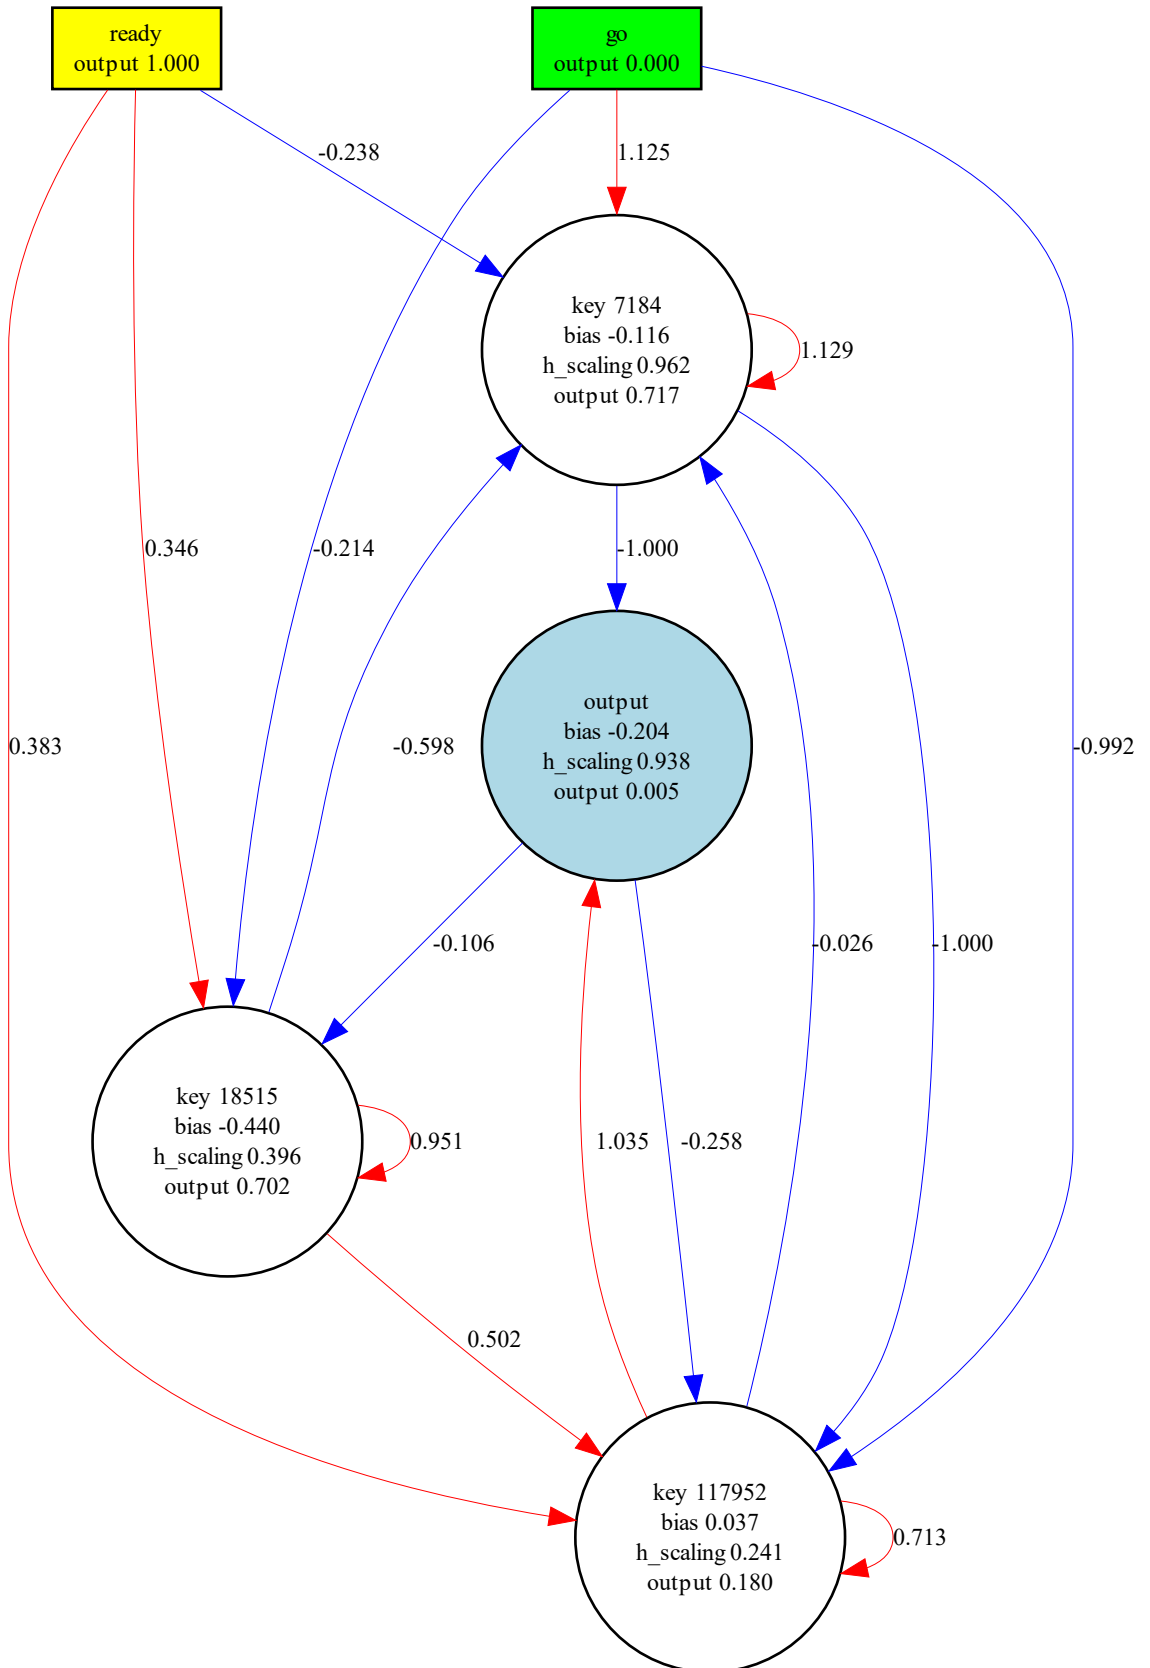 ready
output 1.000
go
output 0.000
-0.238
1.125
key 7184
bias -0.116
h_scaling 0.962
output 0.717
1.129
0.346
-0.214
-1.000
output
bias -0.204
h_scaling 0.938
output 0.005
0.383
-0.598
-0.992
-0.106
-0.026
-1.000
key 18515
bias -0.440
h_scaling 0.396
output 0.702
0.951
1.035
-0.258
0.502
key 117952
bias 0.037
h_scaling 0.241
output 0.180
0.713